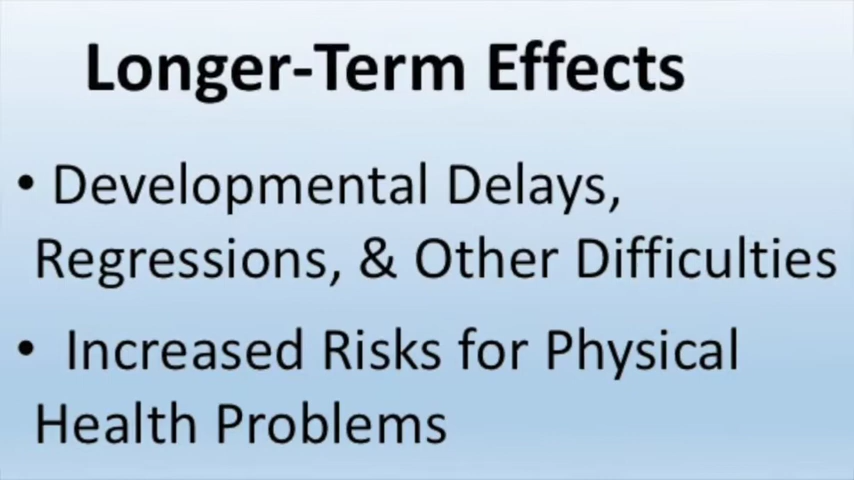 Longer-Term Effects
• Developmental Delays,
Regressions, & Other Difficulties
• Increased Risks for Physical
Health Problems